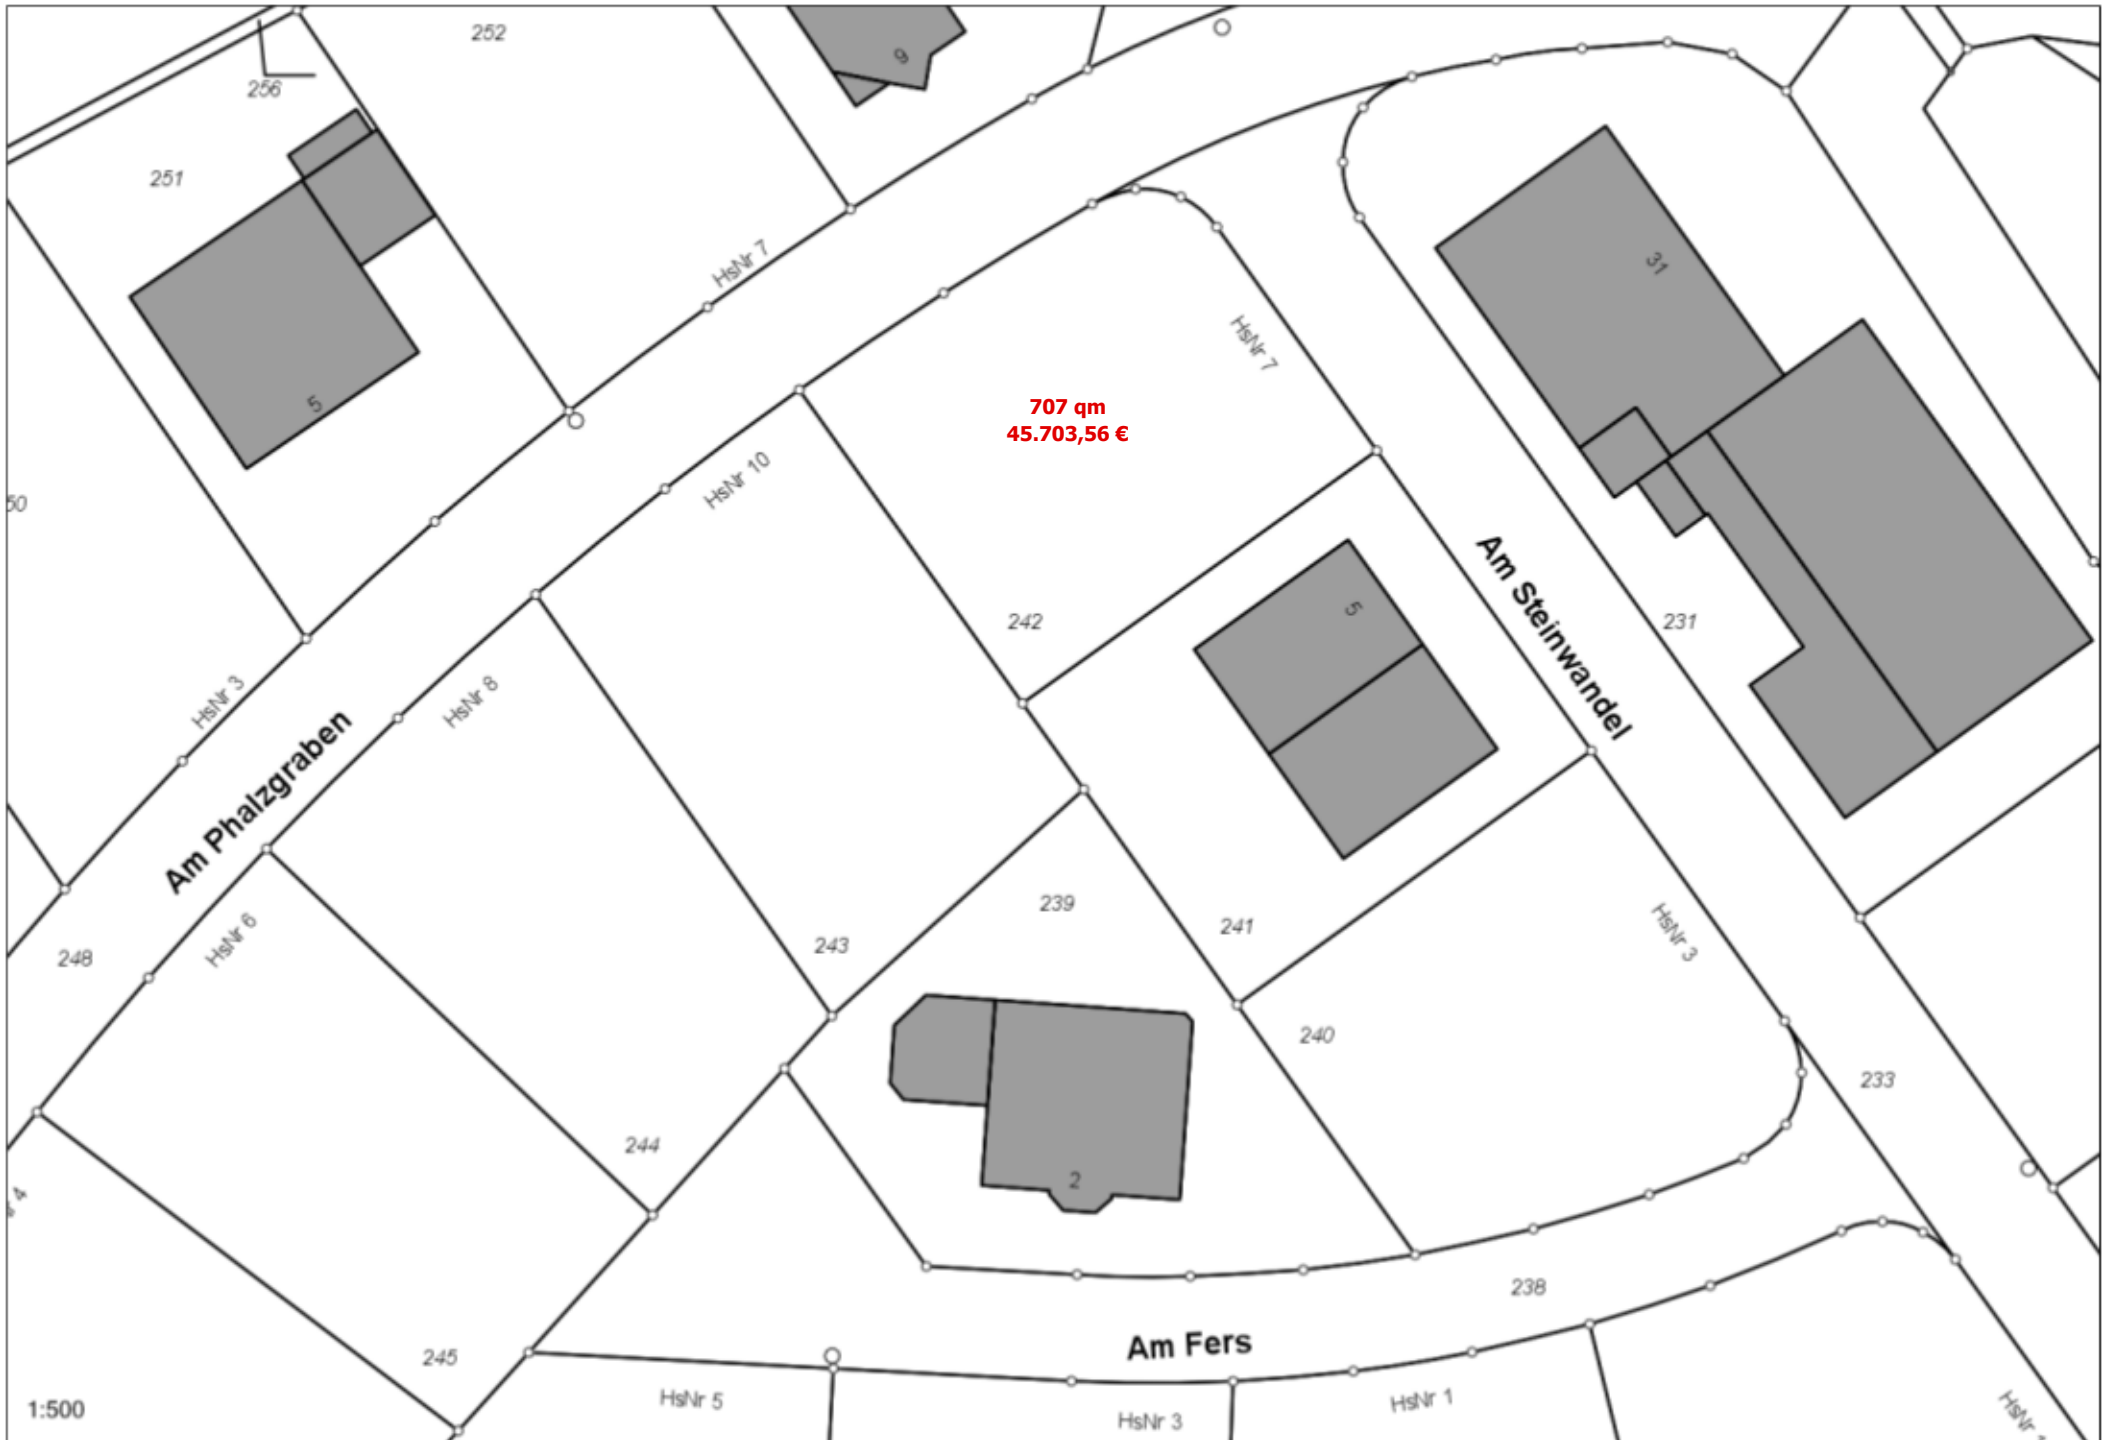 252
9
256
251
HsNr 7
31
5
HsNr 7
707 qm
45.703,56 €
HsNr 10
50
Am Steinwandel
5
242
231
HsNr 3
HsNr 8
Am Phalzgraben
239
241
HsNr 3
HsNr 6
243
248
240
233
244
2
4
238
Am Fers
245
HsNr 5
HsNr 3
HsNr 1
HsNr
1:500